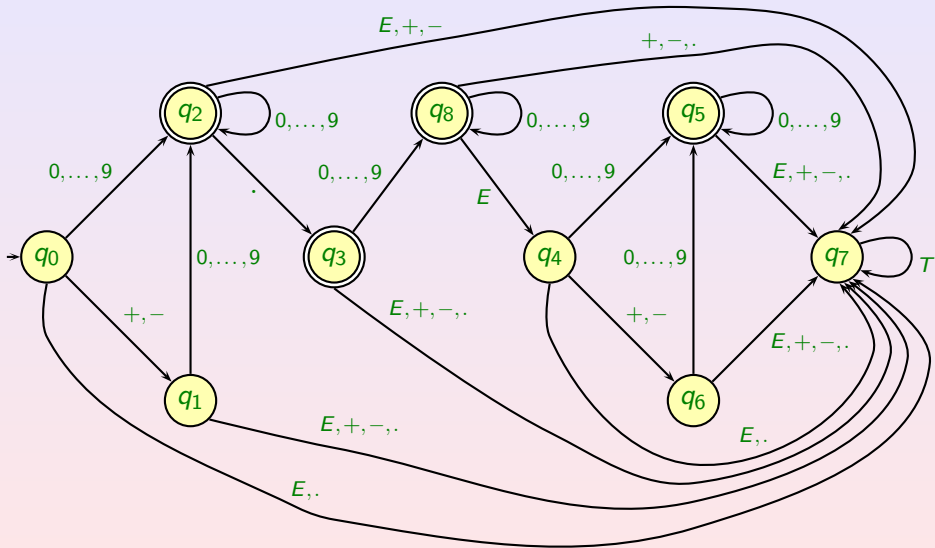 E,+,−
+,−,.
q2
q8
q5
0,...,9
0,...,9
0,...,9
0,...,9
.
0,...,9
E
0,...,9
E,+,−,.
q0
0,...,9
q3
q4
0,...,9
q7
T
+,−
E,+,−,.
+,−
E,+,−,.
q1
q6
E,+,−,.
E,.
E,.